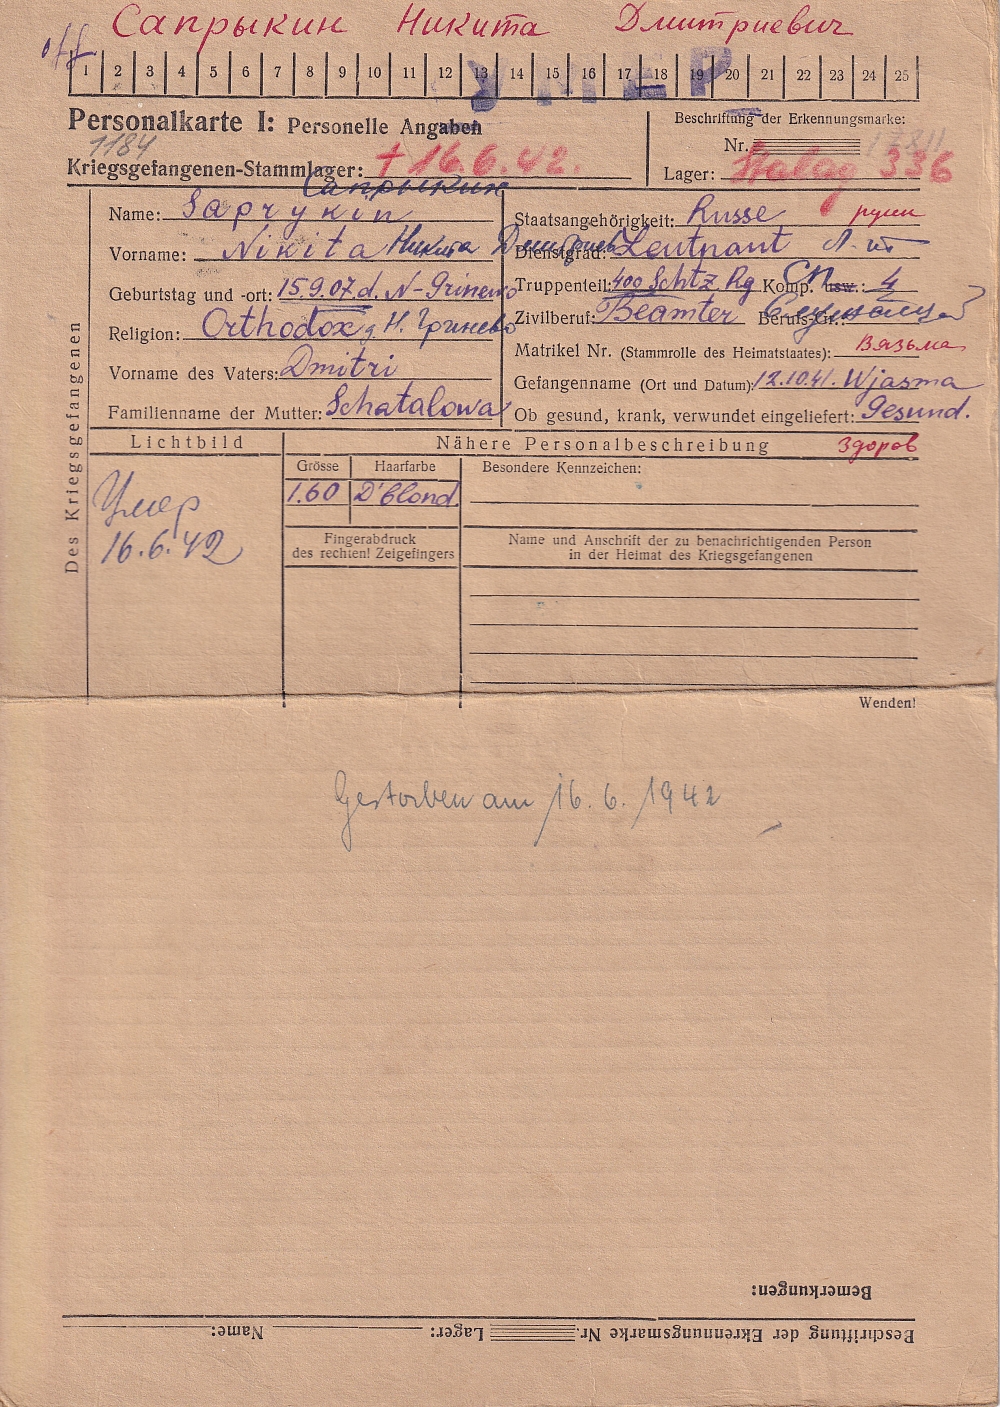 Сапрыкин Никита Дмитриевич
off
1 2 3 4 5 6 7 8 9 10 11 12 13 14 15 16 17 18 19 20 21 22 23 24 25
УМЕР
Personalkarte I: Personelle Angaben
Beschriftung der Erkennungsmarke:
1184
Nr.
Kriegsgefangenen-Stammlager: † 16.6.42.
Lager: Stalag 336
Сапрыкин
Name: Saprykin
Staatsangehörigkeit: Russe
Vorname: Nikita Никита Дмитриев
Dienstgrad: Leutnant
Geburtstag und -ort: 15.9.07. d. N-Grinewo
Truppenteil: 400 Schtz. Rg Komp. usw.: 4
Religion: Orthodox д. Н. Гринево
Zivilberuf: Beamter Berufs-Gr.: Служащий
Matrikel Nr. (Stammrolle des Heimatstaates): Вязьма
Vorname des Vaters: Dmitri
Gefangenname (Ort und Datum): 12.10.41. Wjasma
Familienname der Mutter: Schatalowa
Ob gesund, krank, verwundet eingeliefert: Gesund.
Des Kriegsgefangenen
Lichtbild
Nähere Personalbeschreibung здоров
Grösse Haarfarbe Besondere Kennzeichen:
1.60 D'blond.
Умер
16.6.42
Fingerabdruck
des rechten! Zeigefingers
Name und Anschrift der zu benachrichtigenden Person
in der Heimat des Kriegsgefangenen
Wenden!
Gestorben am 16.6.1942
Bemerkungen:
Beschriftung der Ekrennungsmarke Nr. Lager: Name: